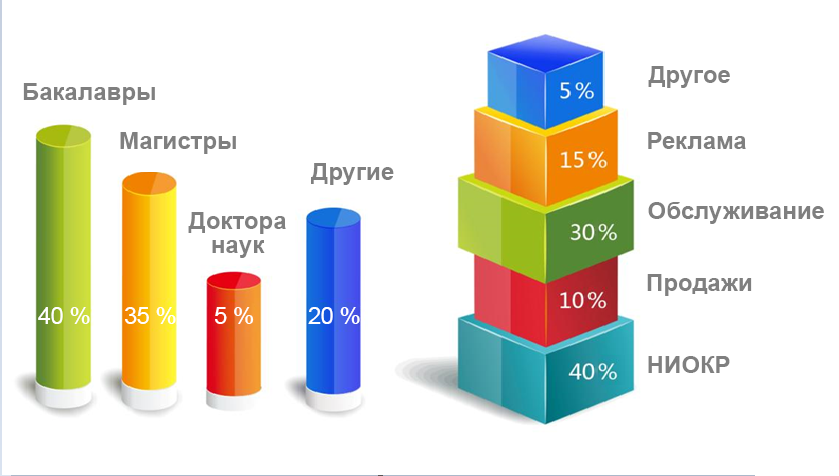 Бакалавры
Магистры
Доктора
наук
Другие
40 %
35 %
5 %
20 %
5%
Другое
15%
Реклама
30%
Обслуживание
10%
Продажи
40%
НИОКР